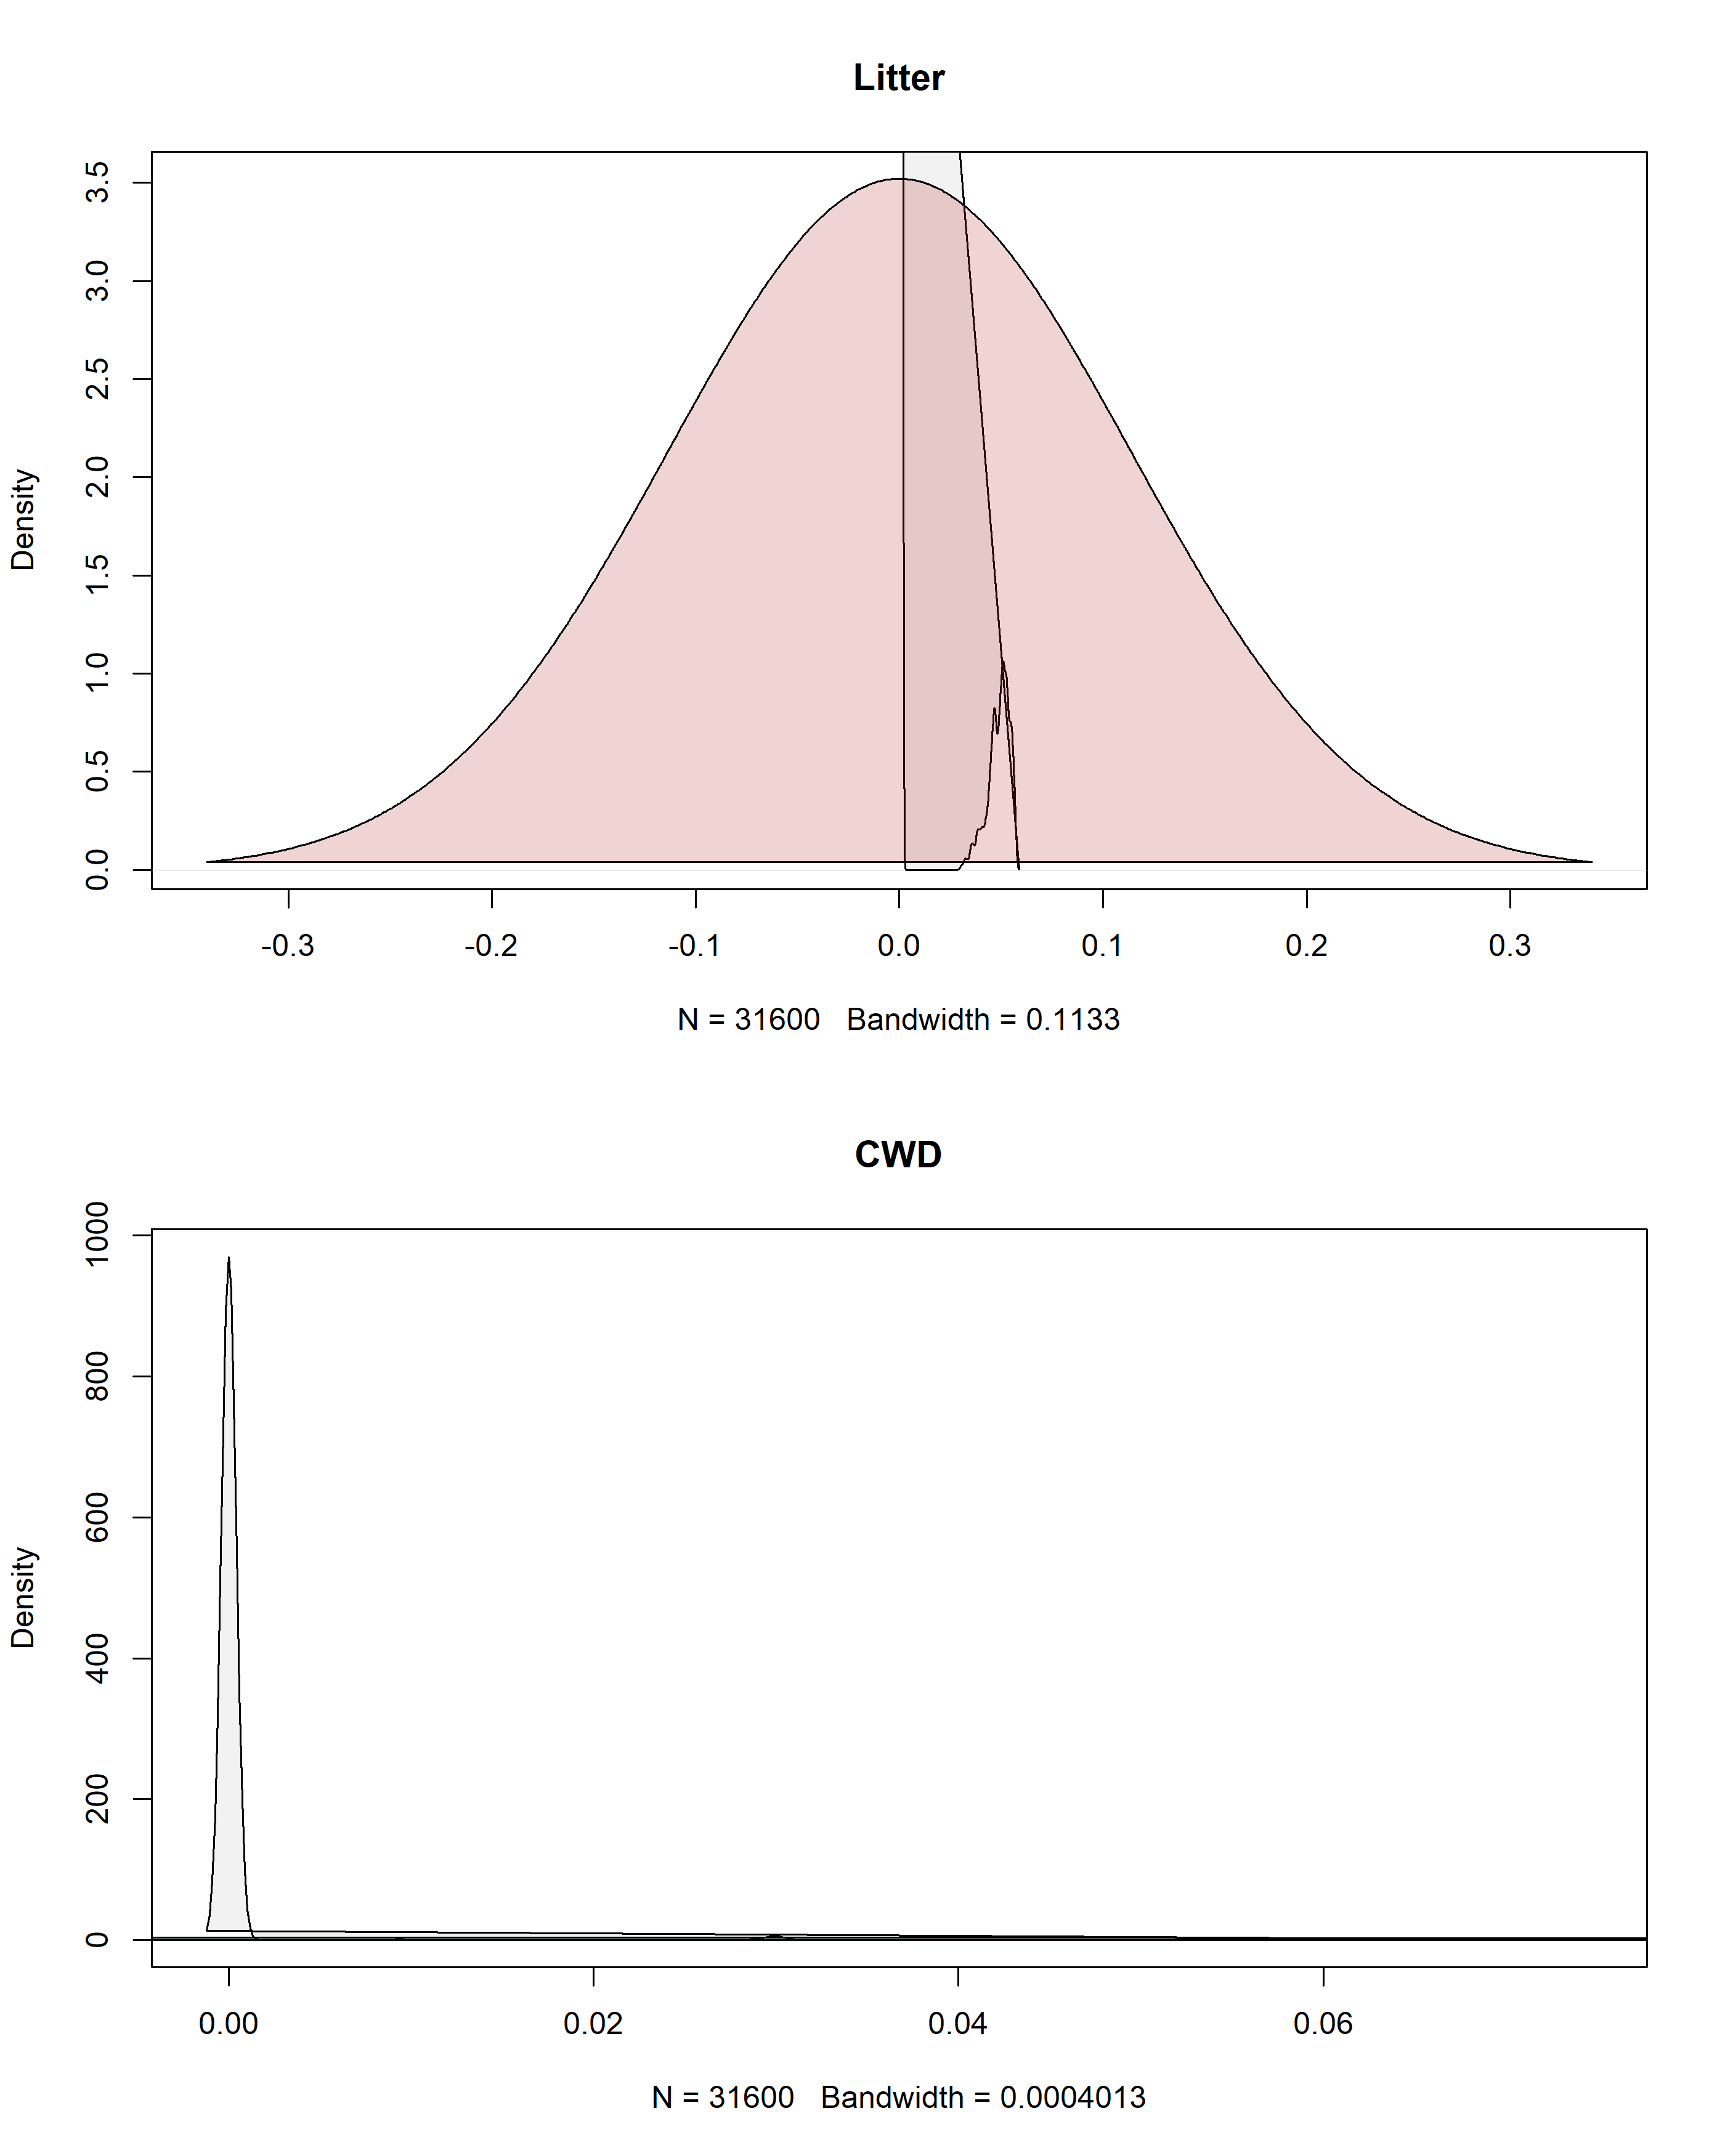 Litter
Density
3.5
3.0
2.5
2.0
1.5
1.0
0.5
0.0
-0.3 -0.2 -0.1 0.0 0.1 0.2 0.3
N = 31600 Bandwidth = 0.1133
CWD
Density
1000
800
600
400
200
0
0.00 0.02 0.04 0.06
N = 31600 Bandwidth = 0.0004013